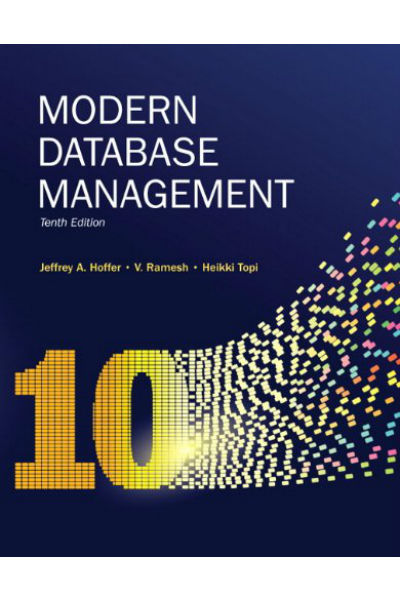 MODERN
DATABASE
MANAGEMENT
Tenth Edition
Jeffrey A. Hoffer • V. Ramesh • Heikki Topi
10